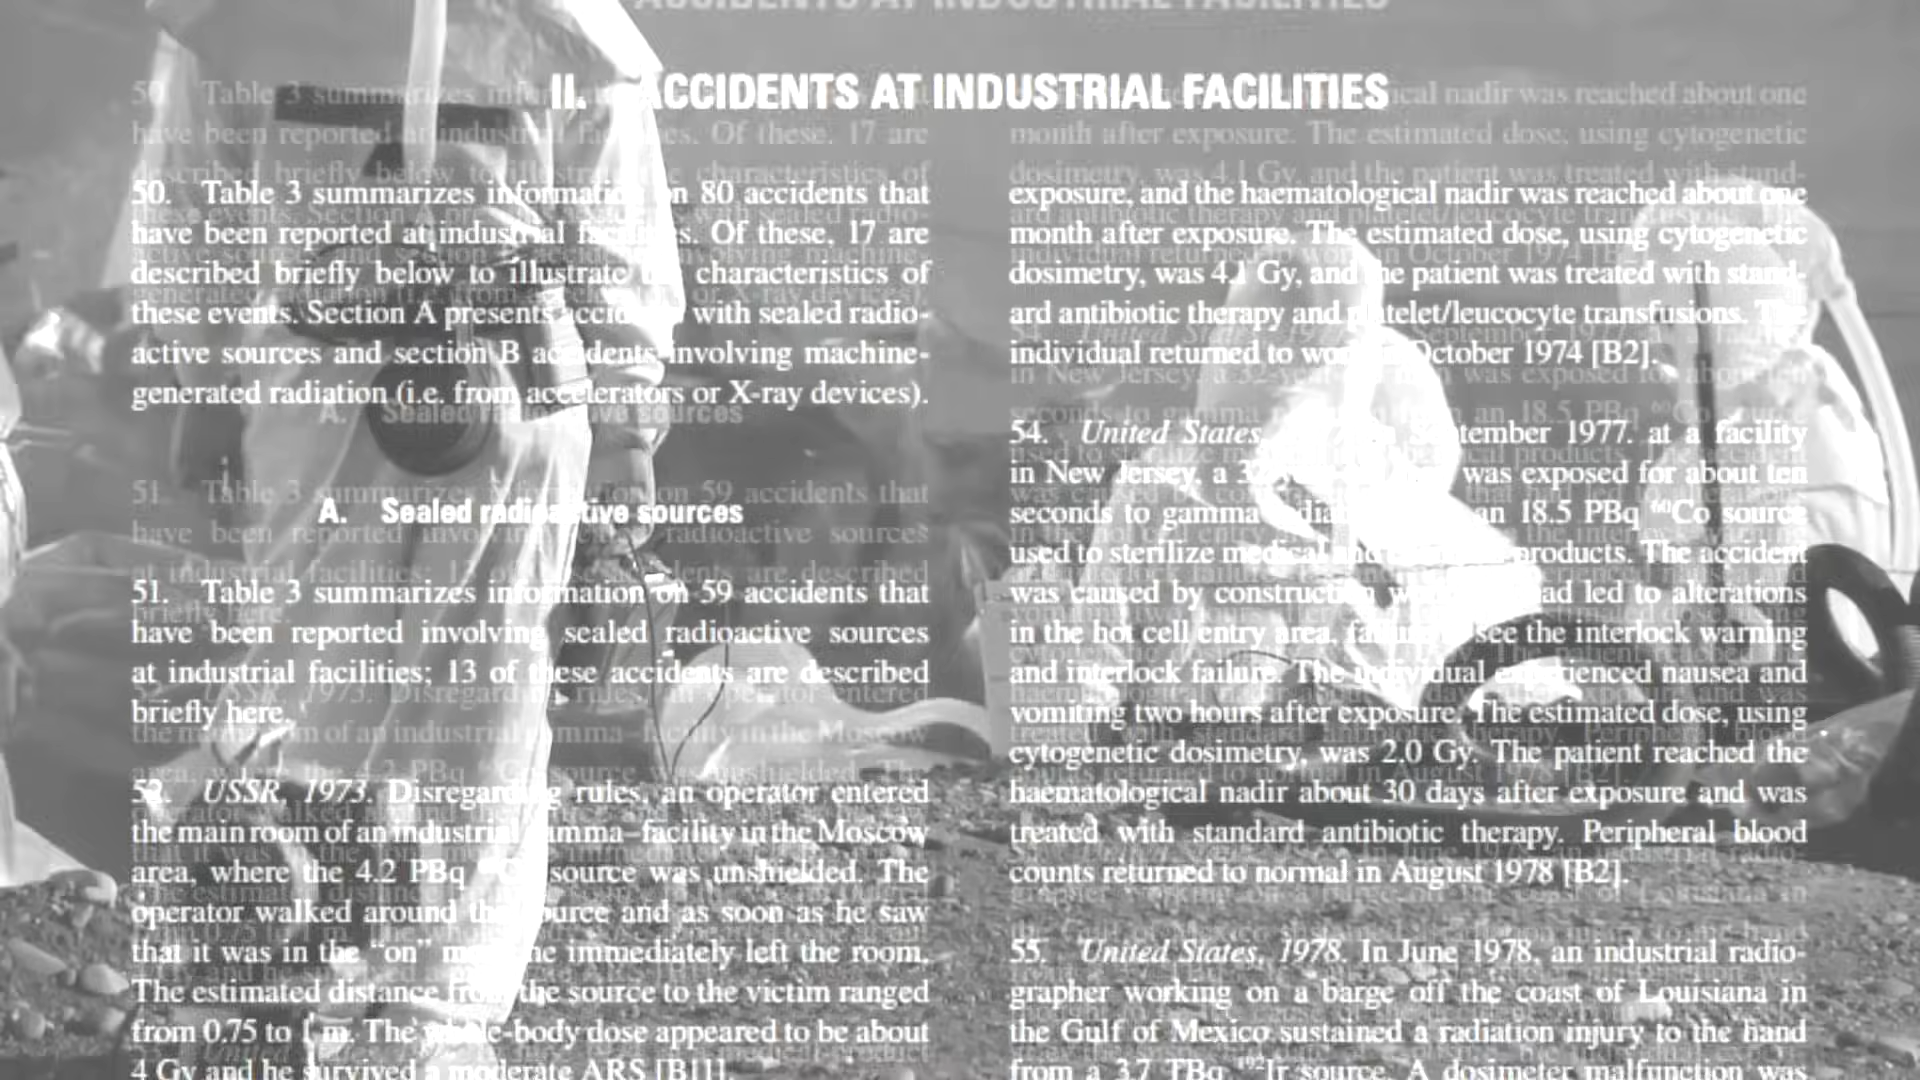 II. ACCIDENTS AT INDUSTRIAL FACILITIES
50. Table 3 summarizes information on 80 accidents that
have been reported at industrial facilities. Of these, 17 are
described briefly below to illustrate the characteristics of
these events. Section A presents accidents with sealed radio-
active sources and section B accidents involving machine-
generated radiation (i.e. from accelerators or X-ray devices).
A. Sealed radioactive sources
51. Table 3 summarizes information on 59 accidents that
have been reported involving sealed radioactive sources
at industrial facilities; 13 of these accidents are described
briefly here.
52. USSR, 1973. Disregarding rules, an operator entered
the main room of an industrial gamma-facility in the Moscow
area, where the 4.2 PBq source was unshielded. The
operator walked around the source and as soon as he saw
that it was in the “on” mode he immediately left the room.
The estimated distance from the source to the victim ranged
from 0.75 to 1 m. The whole-body dose appeared to be about
4 Gy and he survived a moderate ARS [B11].
exposure, and the haematological nadir was reached about one
month after exposure. The estimated dose, using cytogenetic
dosimetry, was 4.1 Gy, and the patient was treated with stand-
ard antibiotic therapy and platelet/leucocyte transfusions. The
individual returned to work in October 1974 [B2].
54. United States, September 1977, at a facility
in New Jersey, a 32 was exposed for about ten
seconds to gamma radiation an 18.5 PBq ⁶⁰Co source
used to sterilize medical and products. The accident
was caused by construction had led to alterations
in the hot cell entry area, failure to see the interlock warning
and interlock failure. The individual experienced nausea and
vomiting two hours after exposure. The estimated dose, using
cytogenetic dosimetry, was 2.0 Gy. The patient reached the
haematological nadir about 30 days after exposure and was
treated with standard antibiotic therapy. Peripheral blood
counts returned to normal in August 1978 [B2].
55. United States, 1978. In June 1978, an industrial radio-
grapher working on a barge off the coast of Louisiana in
the Gulf of Mexico sustained a radiation injury to the hand
from a 3.7 TBq ¹⁹²Ir source. A dosimeter malfunction was